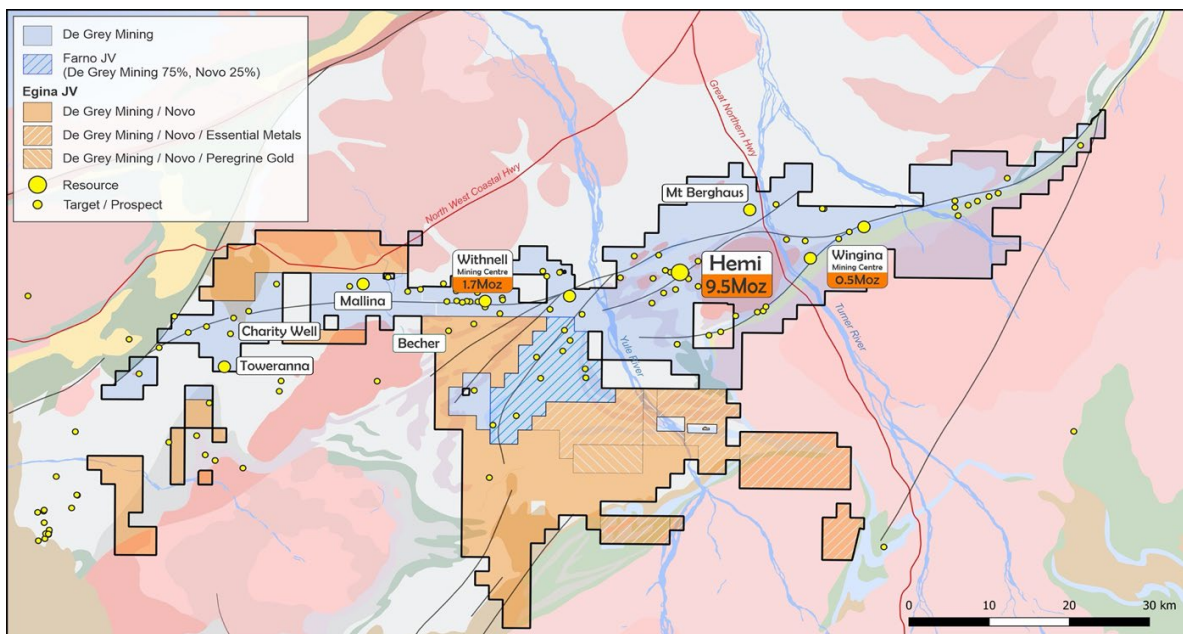 De Grey Mining
Farno JV
(De Grey Mining 75%, Novo 25%)
Egina JV
De Grey Mining / Novo
De Grey Mining / Novo / Essential Metals
De Grey Mining / Novo / Peregrine Gold
Resource
Target / Prospect
North West Coastal Hwy
Great Northern Hwy
Mt Berghaus
Withnell
Mining Centre
1.7Moz
Hemi
9.5Moz
Wingina
Mining Centre
0.5Moz
Mallina
Charity Well
Becher
Toweranna
Yule River
Turner River
0 10 20 30 km